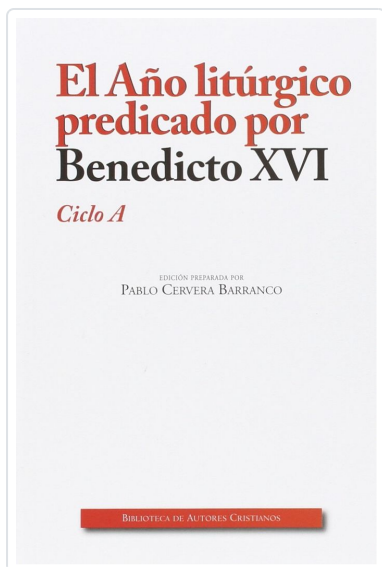 El Año litúrgico
predicado por
Benedicto XVI
Ciclo A
EDICIÓN PREPARADA POR
PABLO CERVERA BARRANCO
BIBLIOTECA DE AUTORES CRISTIANOS